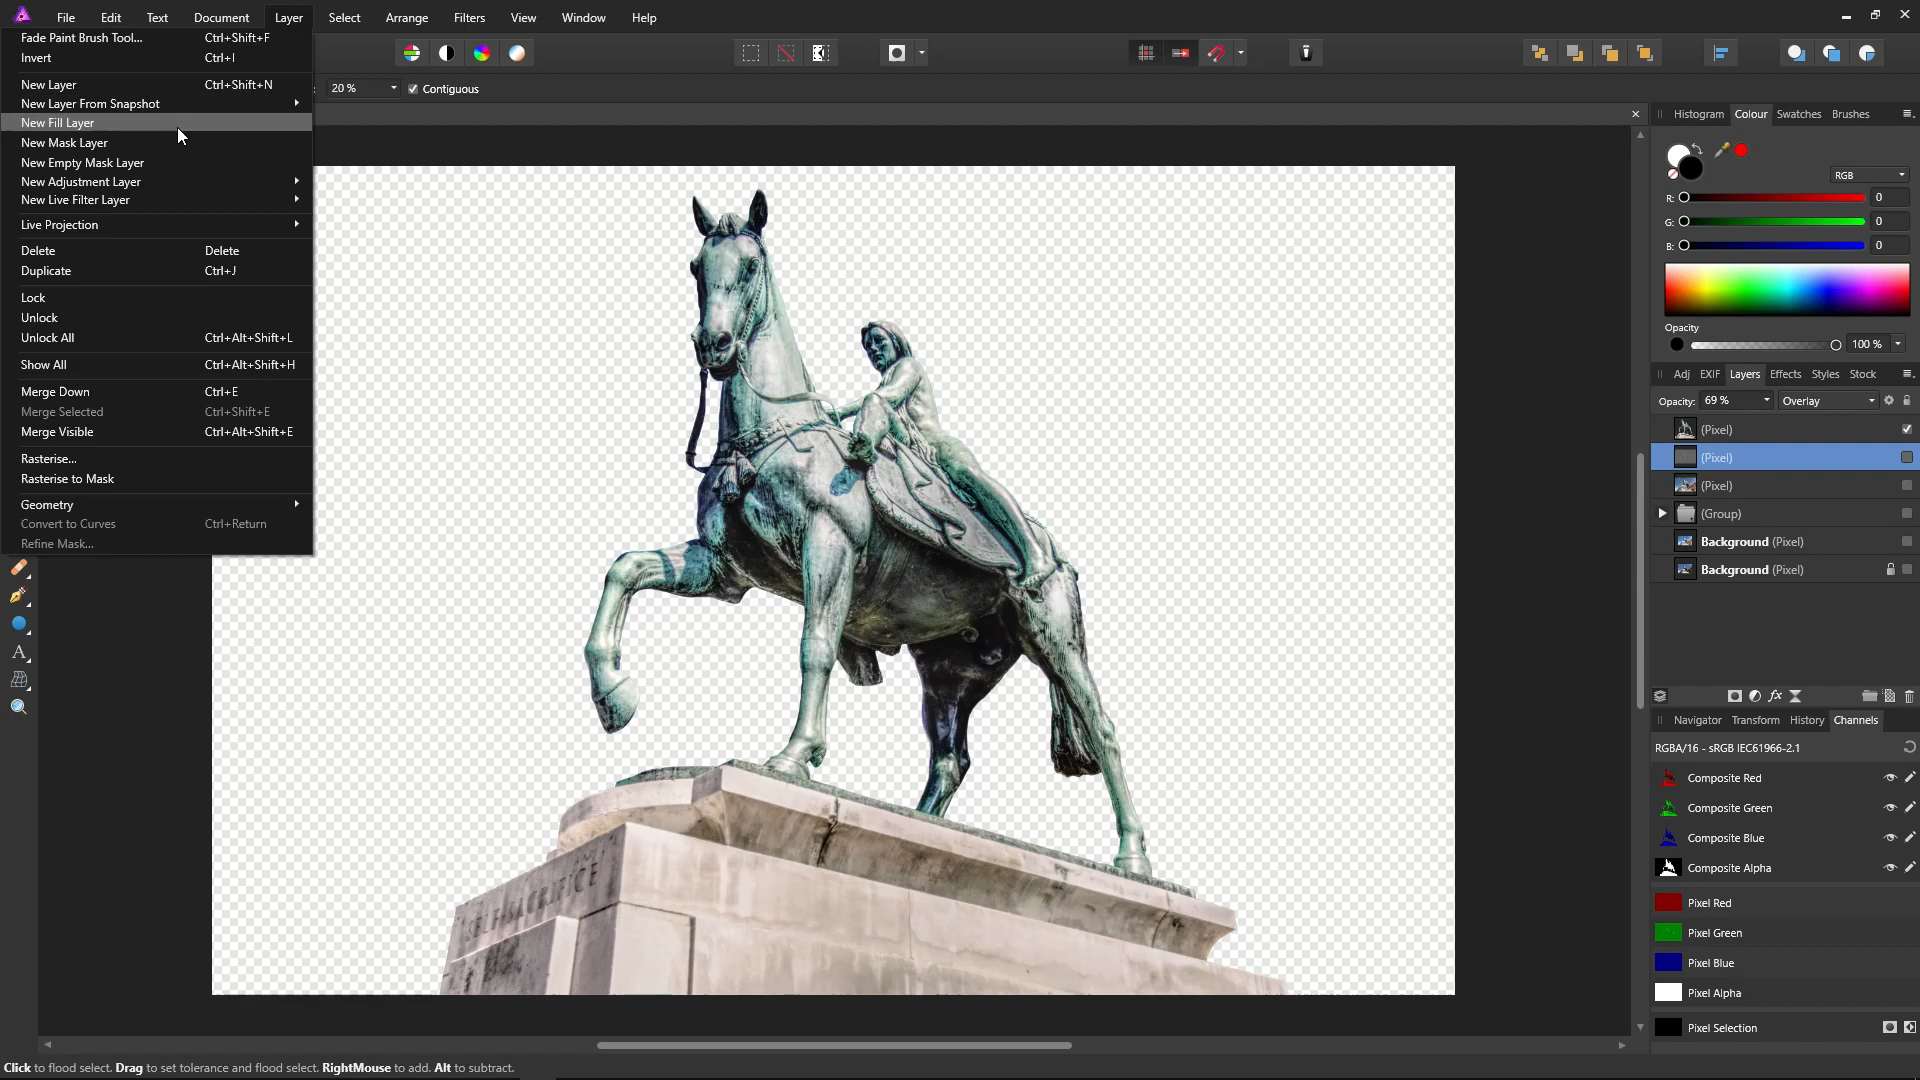 File Edit Text Document Layer Select Arrange Filters View Window Help
Fade Paint Brush Tool... Ctrl+Shift+F
Invert Ctrl+I
New Layer Ctrl+Shift+N
New Layer From Snapshot
New Fill Layer
New Mask Layer
New Empty Mask Layer
New Adjustment Layer
New Live Filter Layer
Live Projection
Delete Delete
Duplicate Ctrl+J
Lock
Unlock
Unlock All Ctrl+Alt+Shift+L
Show All Ctrl+Alt+Shift+H
Merge Down Ctrl+E
Merge Selected Ctrl+Shift+E
Merge Visible Ctrl+Alt+Shift+E
Rasterise...
Rasterise to Mask
Geometry
Convert to Curves Ctrl+Return
Refine Mask...
20 % Contiguous
SELF-SACRIFICE
Histogram Colour Swatches Brushes
RGB
R: 0
G: 0
B: 0
Opacity
100 %
Adj EXIF Layers Effects Styles Stock
Opacity: 69 % Overlay
(Pixel)
(Pixel)
(Pixel)
(Group)
Background (Pixel)
Background (Pixel)
fx
Navigator Transform History Channels
RGBA/16 - sRGB IEC61966-2.1
Composite Red
Composite Green
Composite Blue
Composite Alpha
Pixel Red
Pixel Green
Pixel Blue
Pixel Alpha
Pixel Selection
Click to flood select. Drag to set tolerance and flood select. RightMouse to add. Alt to subtract.